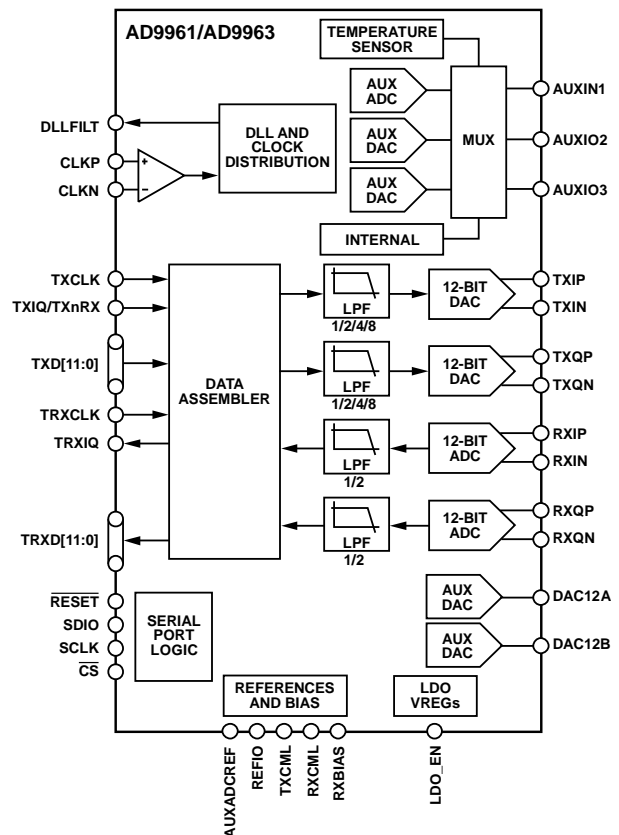 AD9961/AD9963
TEMPERATURE
SENSOR
AUX
ADC
AUX
DAC
AUX
DAC
MUX
INTERNAL
AUXIN1
AUXIO2
AUXIO3
DLLFILT
CLKP
CLKN
+
−
DLL AND
CLOCK
DISTRIBUTION
TXCLK
TXIQ/TXnRX
TXD[11:0]
TRXCLK
TRXIQ
TRXD[11:0]
DATA
ASSEMBLER
LPF
1/2/4/8
12-BIT
DAC
TXIP
TXIN
LPF
1/2/4/8
12-BIT
DAC
TXQP
TXQN
LPF
1/2
12-BIT
ADC
RXIP
RXIN
LPF
1/2
12-BIT
ADC
RXQP
RXQN
RESET
SDIO
SCLK
CS
SERIAL
PORT
LOGIC
AUX
DAC
DAC12A
AUX
DAC
DAC12B
REFERENCES
AND BIAS
LDO
VREGs
AUXADCREF
REFIO
TXCML
RXCML
RXBIAS
LDO_EN